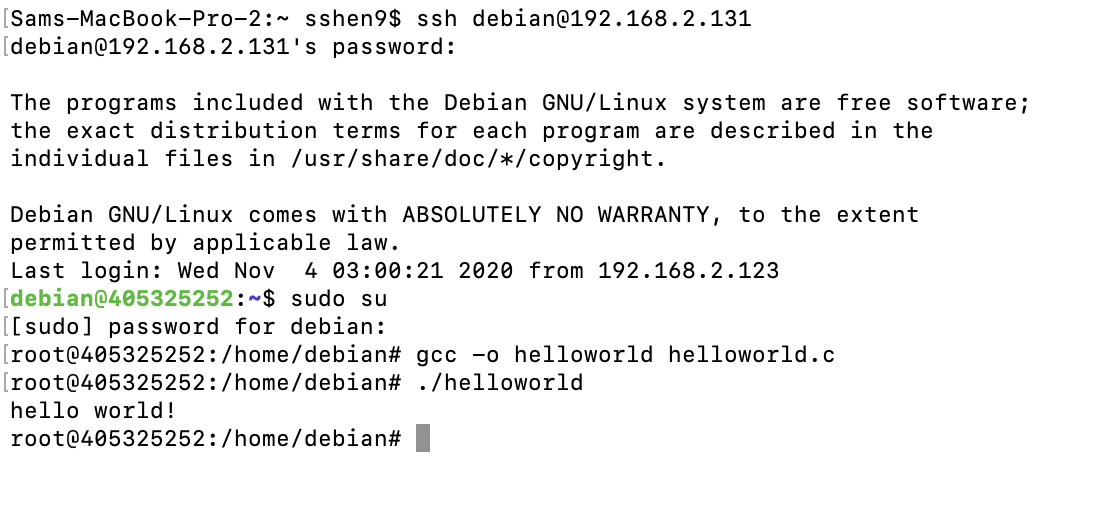 [Sams-MacBook-Pro-2:~ sshen9$ ssh debian@192.168.2.131
[debian@192.168.2.131's password:
The programs included with the Debian GNU/Linux system are free software;
the exact distribution terms for each program are described in the
individual files in /usr/share/doc/*/copyright.
Debian GNU/Linux comes with ABSOLUTELY NO WARRANTY, to the extent
permitted by applicable law.
Last login: Wed Nov  4 03:00:21 2020 from 192.168.2.123
[debian@405325252:~$ sudo su
[[sudo] password for debian:
[root@405325252:/home/debian# gcc -o helloworld helloworld.c
[root@405325252:/home/debian# ./helloworld
hello world!
root@405325252:/home/debian#